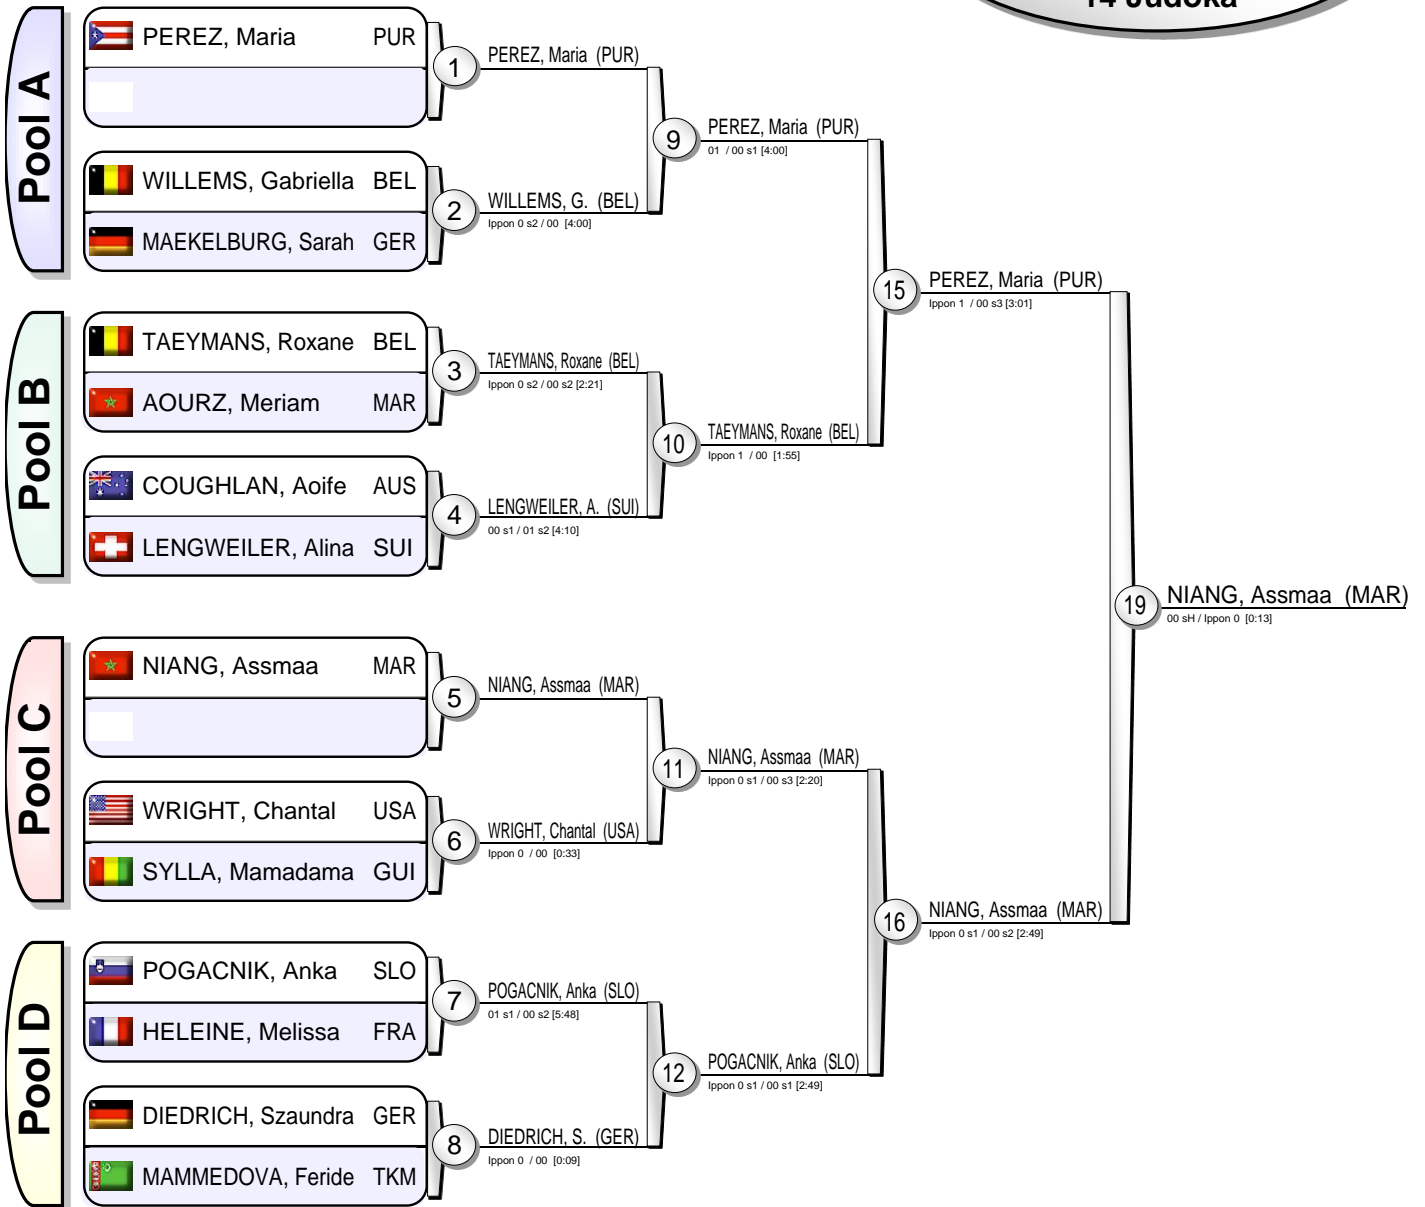 14 Judoka
Pool A
PEREZ, Maria PUR
WILLEMS, Gabriella BEL
MAEKELBURG, Sarah GER
Pool B
TAEYMANS, Roxane BEL
AOURZ, Meriam MAR
COUGHLAN, Aoife AUS
LENGWEILER, Alina SUI
Pool C
NIANG, Assmaa MAR
WRIGHT, Chantal USA
SYLLA, Mamadama GUI
Pool D
POGACNIK, Anka SLO
HELEINE, Melissa FRA
DIEDRICH, Szaundra GER
MAMMEDOVA, Feride TKM
1
PEREZ, Maria (PUR)
2
WILLEMS, G. (BEL)
Ippon 0 s2 / 00 [4:00]
3
TAEYMANS, Roxane (BEL)
Ippon 0 s2 / 00 s2 [2:21]
4
LENGWEILER, A. (SUI)
00 s1 / 01 s2 [4:10]
5
NIANG, Assmaa (MAR)
6
WRIGHT, Chantal (USA)
Ippon 0 / 00 [0:33]
7
POGACNIK, Anka (SLO)
01 s1 / 00 s2 [5:48]
8
DIEDRICH, S. (GER)
Ippon 0 / 00 [0:09]
9
PEREZ, Maria (PUR)
01 / 00 s1 [4:00]
10
TAEYMANS, Roxane (BEL)
Ippon 1 / 00 [1:55]
11
NIANG, Assmaa (MAR)
Ippon 0 s1 / 00 s3 [2:20]
12
POGACNIK, Anka (SLO)
Ippon 0 s1 / 00 s1 [2:49]
15
PEREZ, Maria (PUR)
Ippon 1 / 00 s3 [3:01]
16
NIANG, Assmaa (MAR)
Ippon 0 s1 / 00 s2 [2:49]
19
NIANG, Assmaa (MAR)
00 sH / Ippon 0 [0:13]